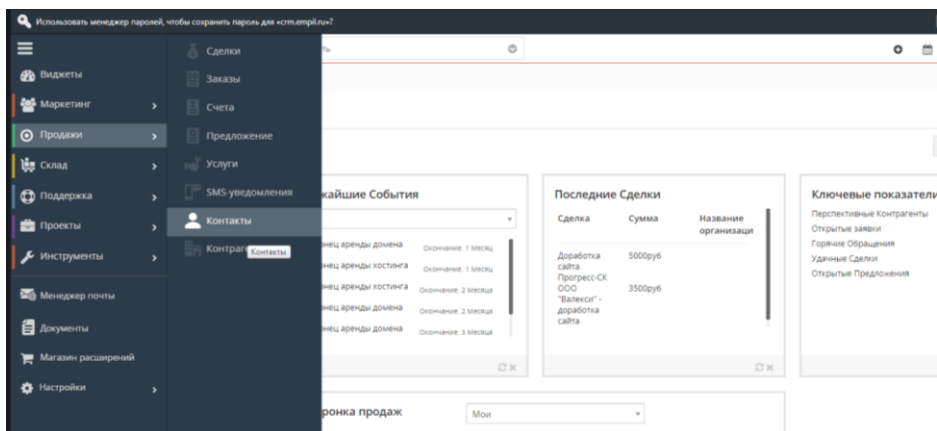 Использовать менеджер паролей, чтобы сохранить пароль для «crm.empil.ru»?
Виджеты
Маркетинг
Продажи
Склад
Поддержка
Проекты
Инструменты
Менеджер почты
Документы
Магазин расширений
Настройки
Сделки
Заказы
Счета
Предложение
Услуги
SMS-уведомления
Контакты
Контраг
Контакты
ть
жайшие События
нец аренды домена Окончание: 1 Месяц
нец аренды хостинга Окончание: 1 Месяц
нец аренды хостинга Окончание: 2 Месяца
нец аренды домена Окончание: 2 Месяца
нец аренды домена Окончание: 3 Месяца
Последние Сделки
Сделка Сумма Название
организаци
Доработка 5000руб
сайта
Прогресс-СК
ООО 3500руб
"Валекси" -
доработка
сайта
Ключевые показатели
Перспективные Контрагенты
Открытые заявки
Горячие Обращения
Удачные Сделки
Открытые Предложения
ронка продаж
Мои